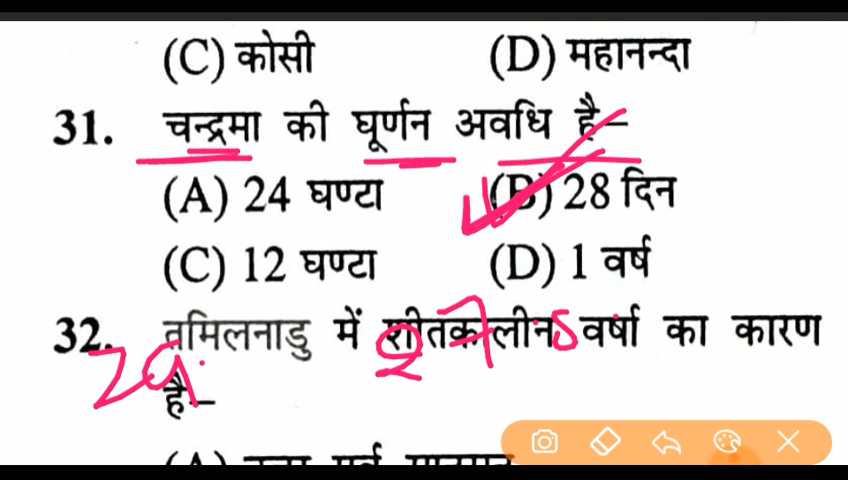 (C) कोसी (D) महानन्दा
31. चन्द्रमा की घूर्णन अवधि है–
(A) 24 घण्टा (B) 28 दिन
(C) 12 घण्टा (D) 1 वर्ष
32. तमिलनाडु में शीतकालीन वर्षा का कारण
है–
(A)